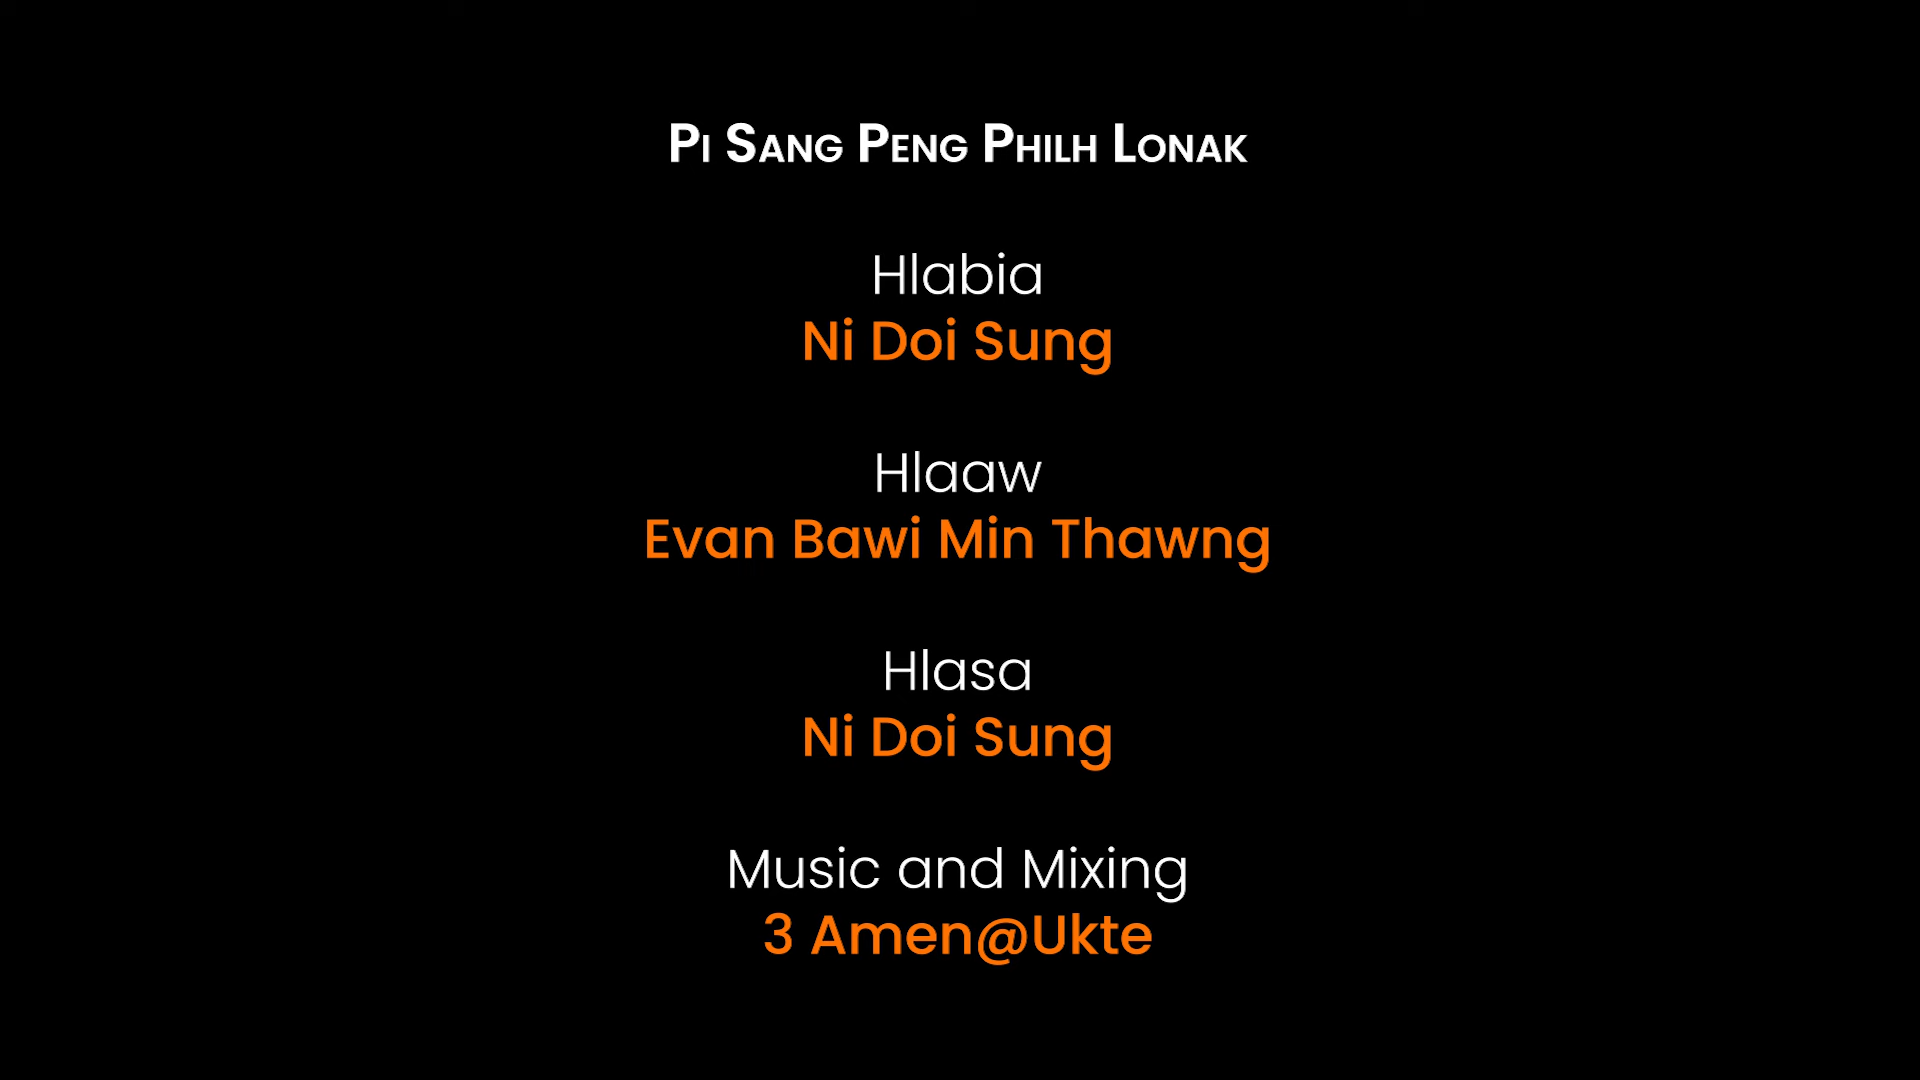 Pi Sang Peng Philh Lonak
Hlabia
Ni Doi Sung
Hlaaw
Evan Bawi Min Thawng
Hlasa
Ni Doi Sung
Music and Mixing
3 Amen@Ukte